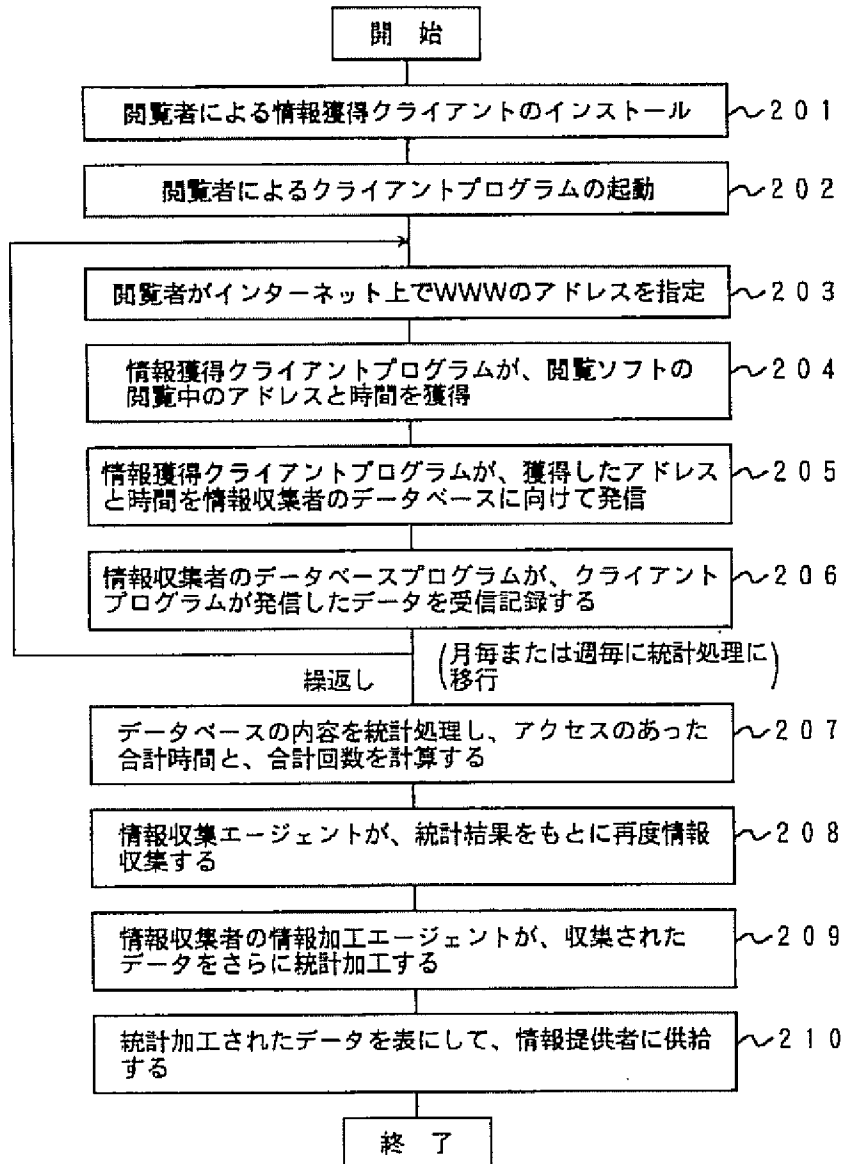 開 始
閲覧者による情報獲得クライアントのインストール 201
閲覧者によるクライアントプログラムの起動 202
閲覧者がインターネット上でWWWのアドレスを指定 203
情報獲得クライアントプログラムが、閲覧ソフトの 204
閲覧中のアドレスと時間を獲得
情報獲得クライアントプログラムが、獲得したアドレス 205
と時間を情報収集者のデータベースに向けて発信
情報収集者のデータベースプログラムが、クライアント 206
プログラムが発信したデータを受信記録する
(月毎または週毎に統計処理に
移行)
繰返し
データベースの内容を統計処理し、アクセスのあった 207
合計時間と、合計回数を計算する
情報収集エージェントが、統計結果をもとに再度情報 208
収集する
情報収集者の情報加工エージェントが、収集された 209
データをさらに統計加工する
統計加工されたデータを表にして、情報提供者に供給 210
する
終 了